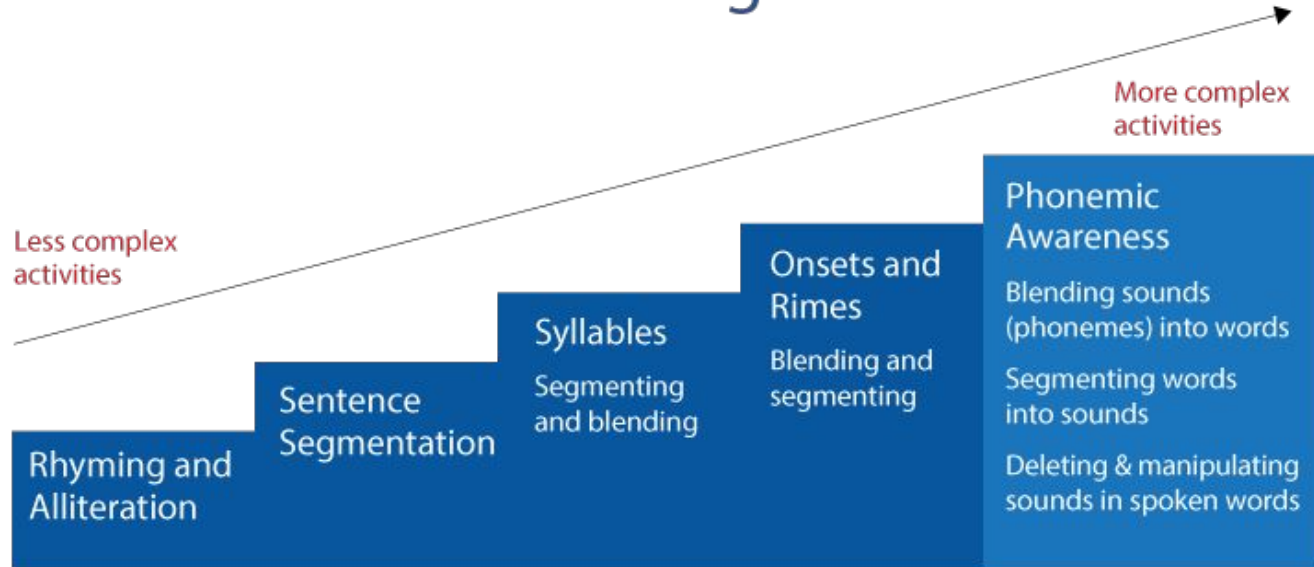 Less complex
activities
More complex
activities
Rhyming and
Alliteration
Sentence
Segmentation
Syllables
Segmenting
and blending
Onsets and
Rimes
Blending and
segmenting
Phonemic
Awareness
Blending sounds
(phonemes) into words
Segmenting words
into sounds
Deleting & manipulating
sounds in spoken words